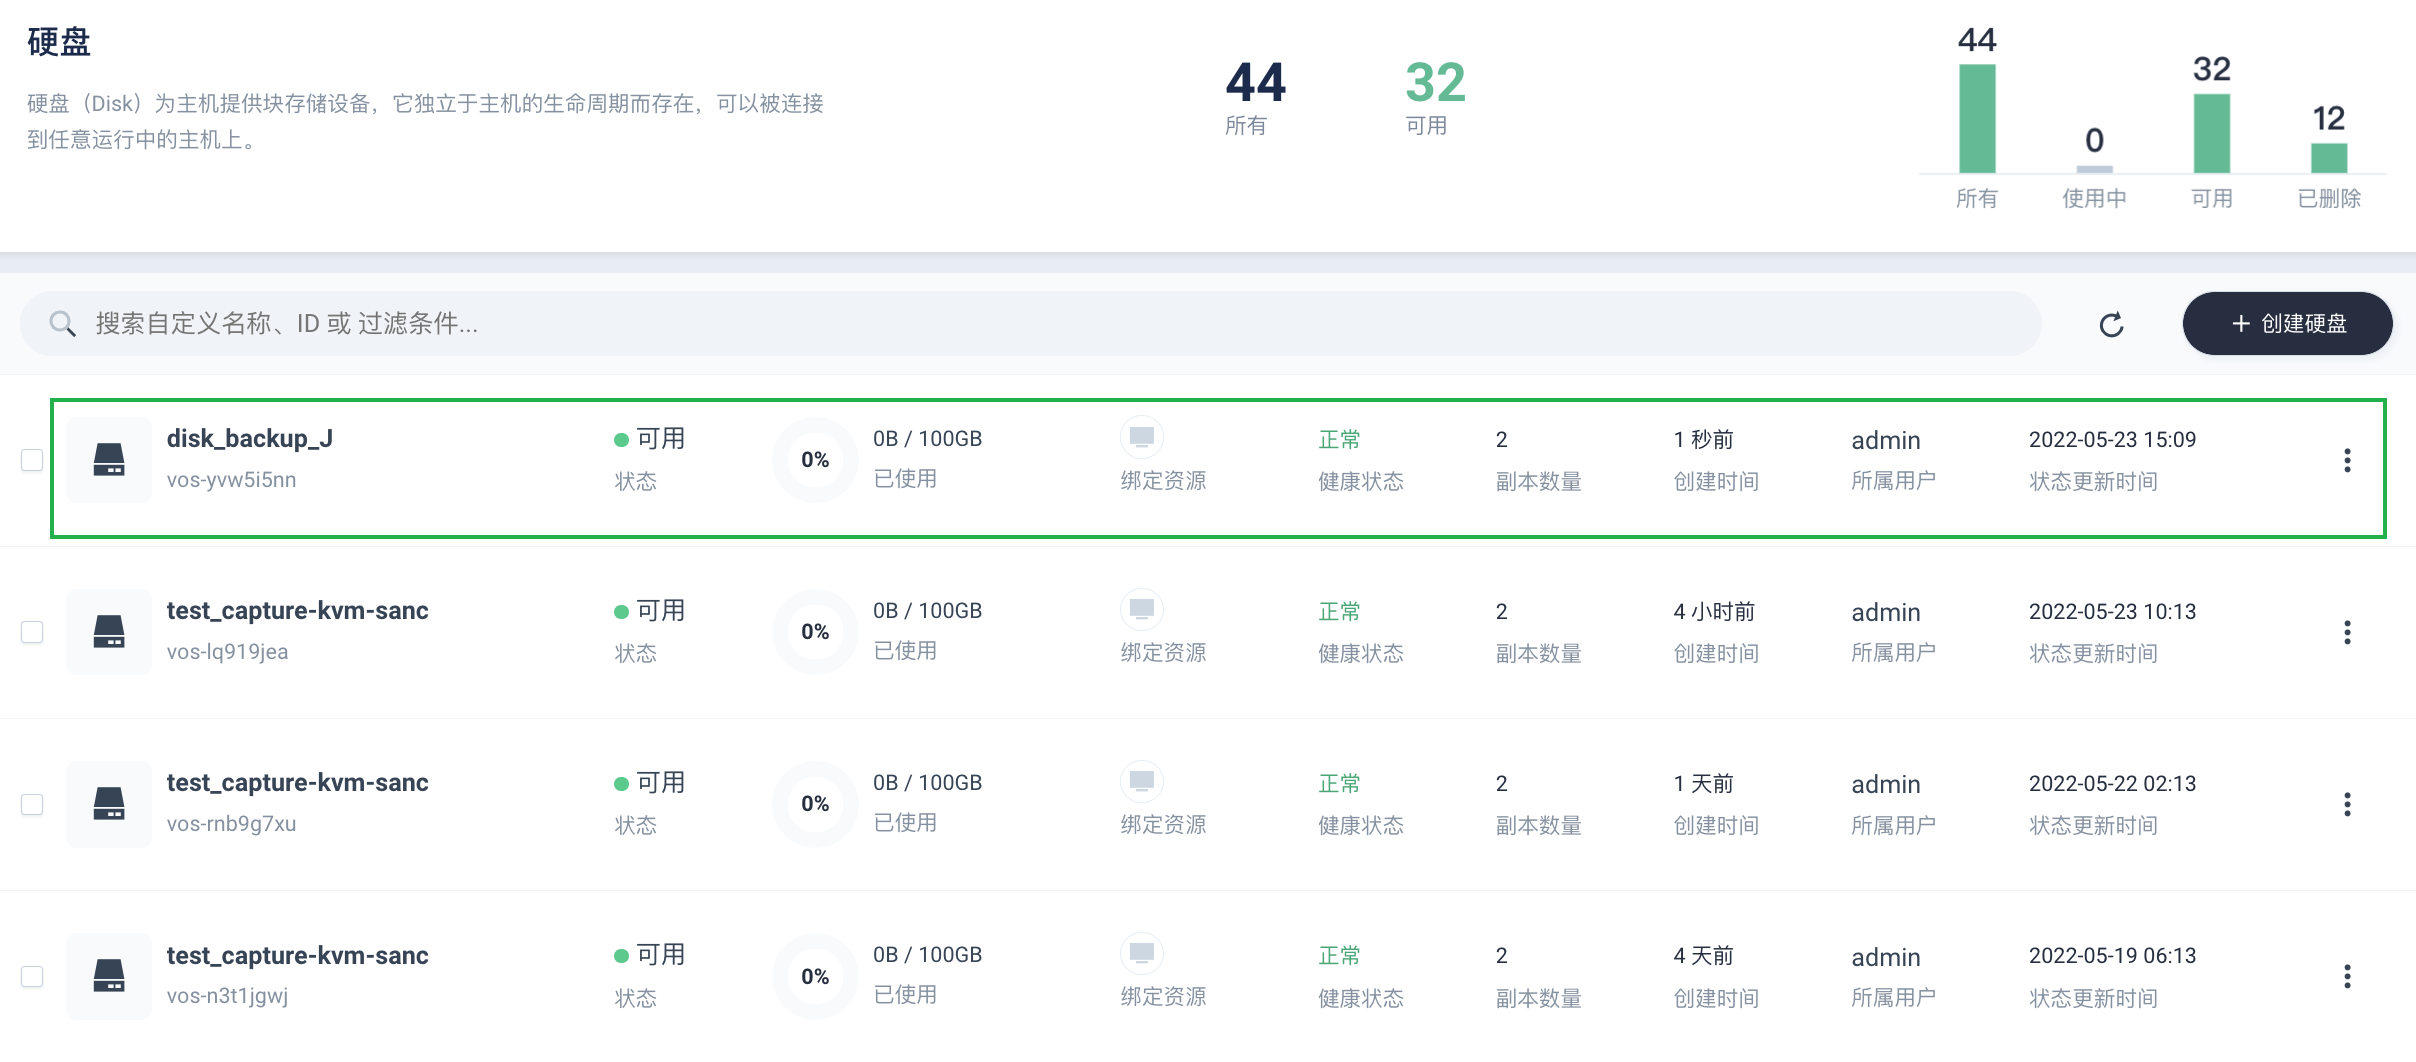 硬盘
硬盘（Disk）为主机提供块存储设备，它独立于主机的生命周期而存在，可以被连接
到任意运行中的主机上。
44
所有
32
可用
44
0
32
12
所有
使用中
可用
已删除
搜索自定义名称、ID 或 过滤条件...
+ 创建硬盘
disk_backup_J
vos-yvw5i5nn
可用
状态
0%
0B / 100GB
已使用
绑定资源
正常
健康状态
2
副本数量
1 秒前
创建时间
admin
所属用户
2022-05-23 15:09
状态更新时间
test_capture-kvm-sanc
vos-lq919jea
可用
状态
0%
0B / 100GB
已使用
绑定资源
正常
健康状态
2
副本数量
4 小时前
创建时间
admin
所属用户
2022-05-23 10:13
状态更新时间
test_capture-kvm-sanc
vos-rnb9g7xu
可用
状态
0%
0B / 100GB
已使用
绑定资源
正常
健康状态
2
副本数量
1 天前
创建时间
admin
所属用户
2022-05-22 02:13
状态更新时间
test_capture-kvm-sanc
vos-n3t1jgwj
可用
状态
0%
0B / 100GB
已使用
绑定资源
正常
健康状态
2
副本数量
4 天前
创建时间
admin
所属用户
2022-05-19 06:13
状态更新时间